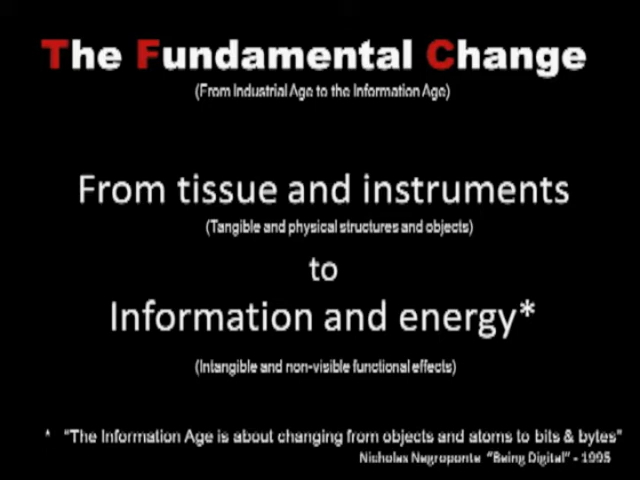 The Fundamental Change
(From Industrial Age to the Information Age)
From tissue and instruments
(Tangible and physical structures and objects)
to
Information and energy*
(Intangible and non-visible functional effects)
* "The Information Age is about changing from objects and atoms to bits & bytes"
Nicholas Negroponte "Being Digital" - 1995